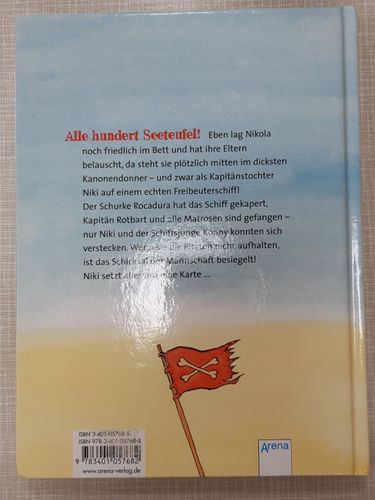 Alle hundert Seeteufel! Eben lag Nikola
noch friedlich im Bett und hat ihre Eltern
belauscht, da steht sie plötzlich mitten im dicksten
Kanonendonner – und zwar als Kapitänstochter
Niki auf einem echten Freibeuterschiff!
Der Schurke Rocadura hat das Schiff gekapert,
Kapitän Rotbart und alle Matrosen sind gefangen –
nur Niki und der Schiffsjunge Konny konnten sich
verstecken. Wenn sie die Piraten nicht aufhalten,
ist das Schicksal der Mannschaft besiegelt!
Niki setzt alles auf eine Karte ...
ISBN 3-401-05768-5
ISBN 978-3-401-05768-2
9 783401 057682
www.arena-verlag.de
Arena